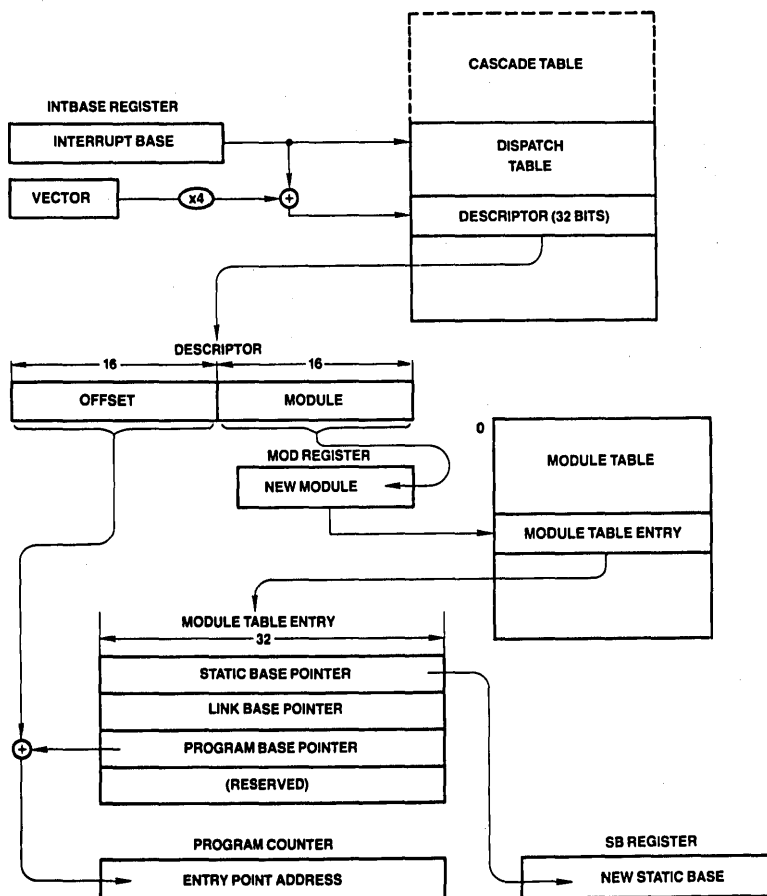 CASCADE TABLE
INTBASE REGISTER
INTERRUPT BASE
DISPATCH
TABLE
VECTOR
x4
+
DESCRIPTOR (32 BITS)
DESCRIPTOR
16
16
OFFSET
MODULE
0
MODULE TABLE
MOD REGISTER
NEW MODULE
MODULE TABLE ENTRY
MODULE TABLE ENTRY
32
STATIC BASE POINTER
LINK BASE POINTER
+
PROGRAM BASE POINTER
(RESERVED)
PROGRAM COUNTER
SB REGISTER
ENTRY POINT ADDRESS
NEW STATIC BASE